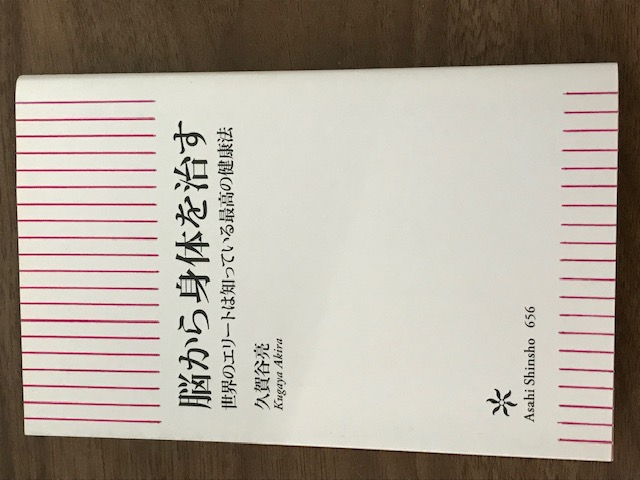 脳から身体を治す
世界のエリートは知っている最高の健康法
久賀谷亮
Kugaya Akira
Asahi Shinsho 656